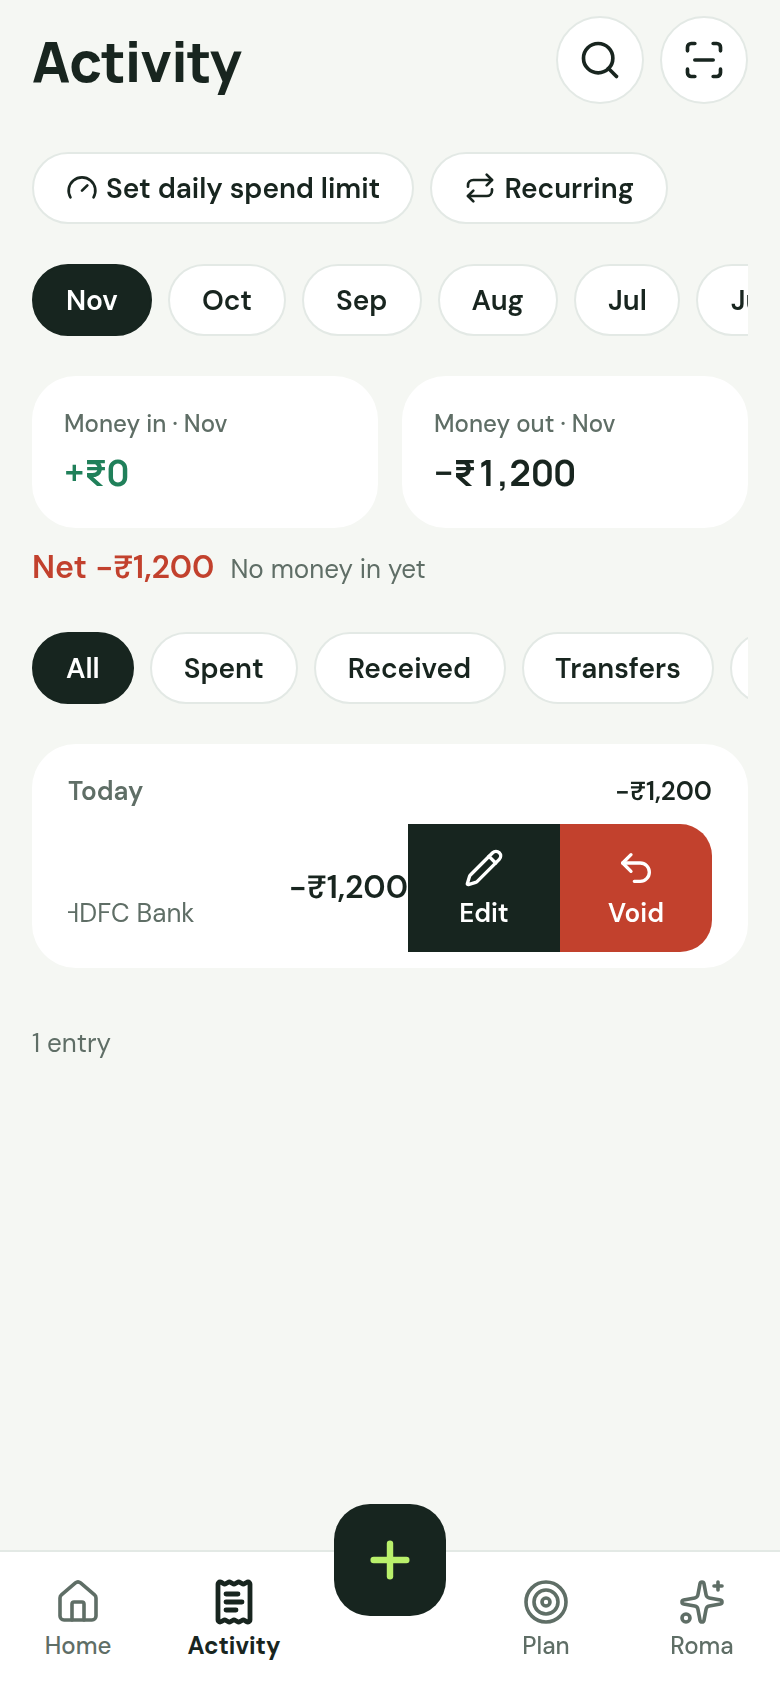 Activity
Set daily spend limit Recurring
Nov Oct Sep Aug Jul
Money in · Nov Money out · Nov
+₹0 −₹1,200
Net −₹1,200 No money in yet
All Spent Received Transfers
Today −₹1,200
−₹1,200
HDFC Bank
Edit Void
1 entry
Home Activity Plan Roma